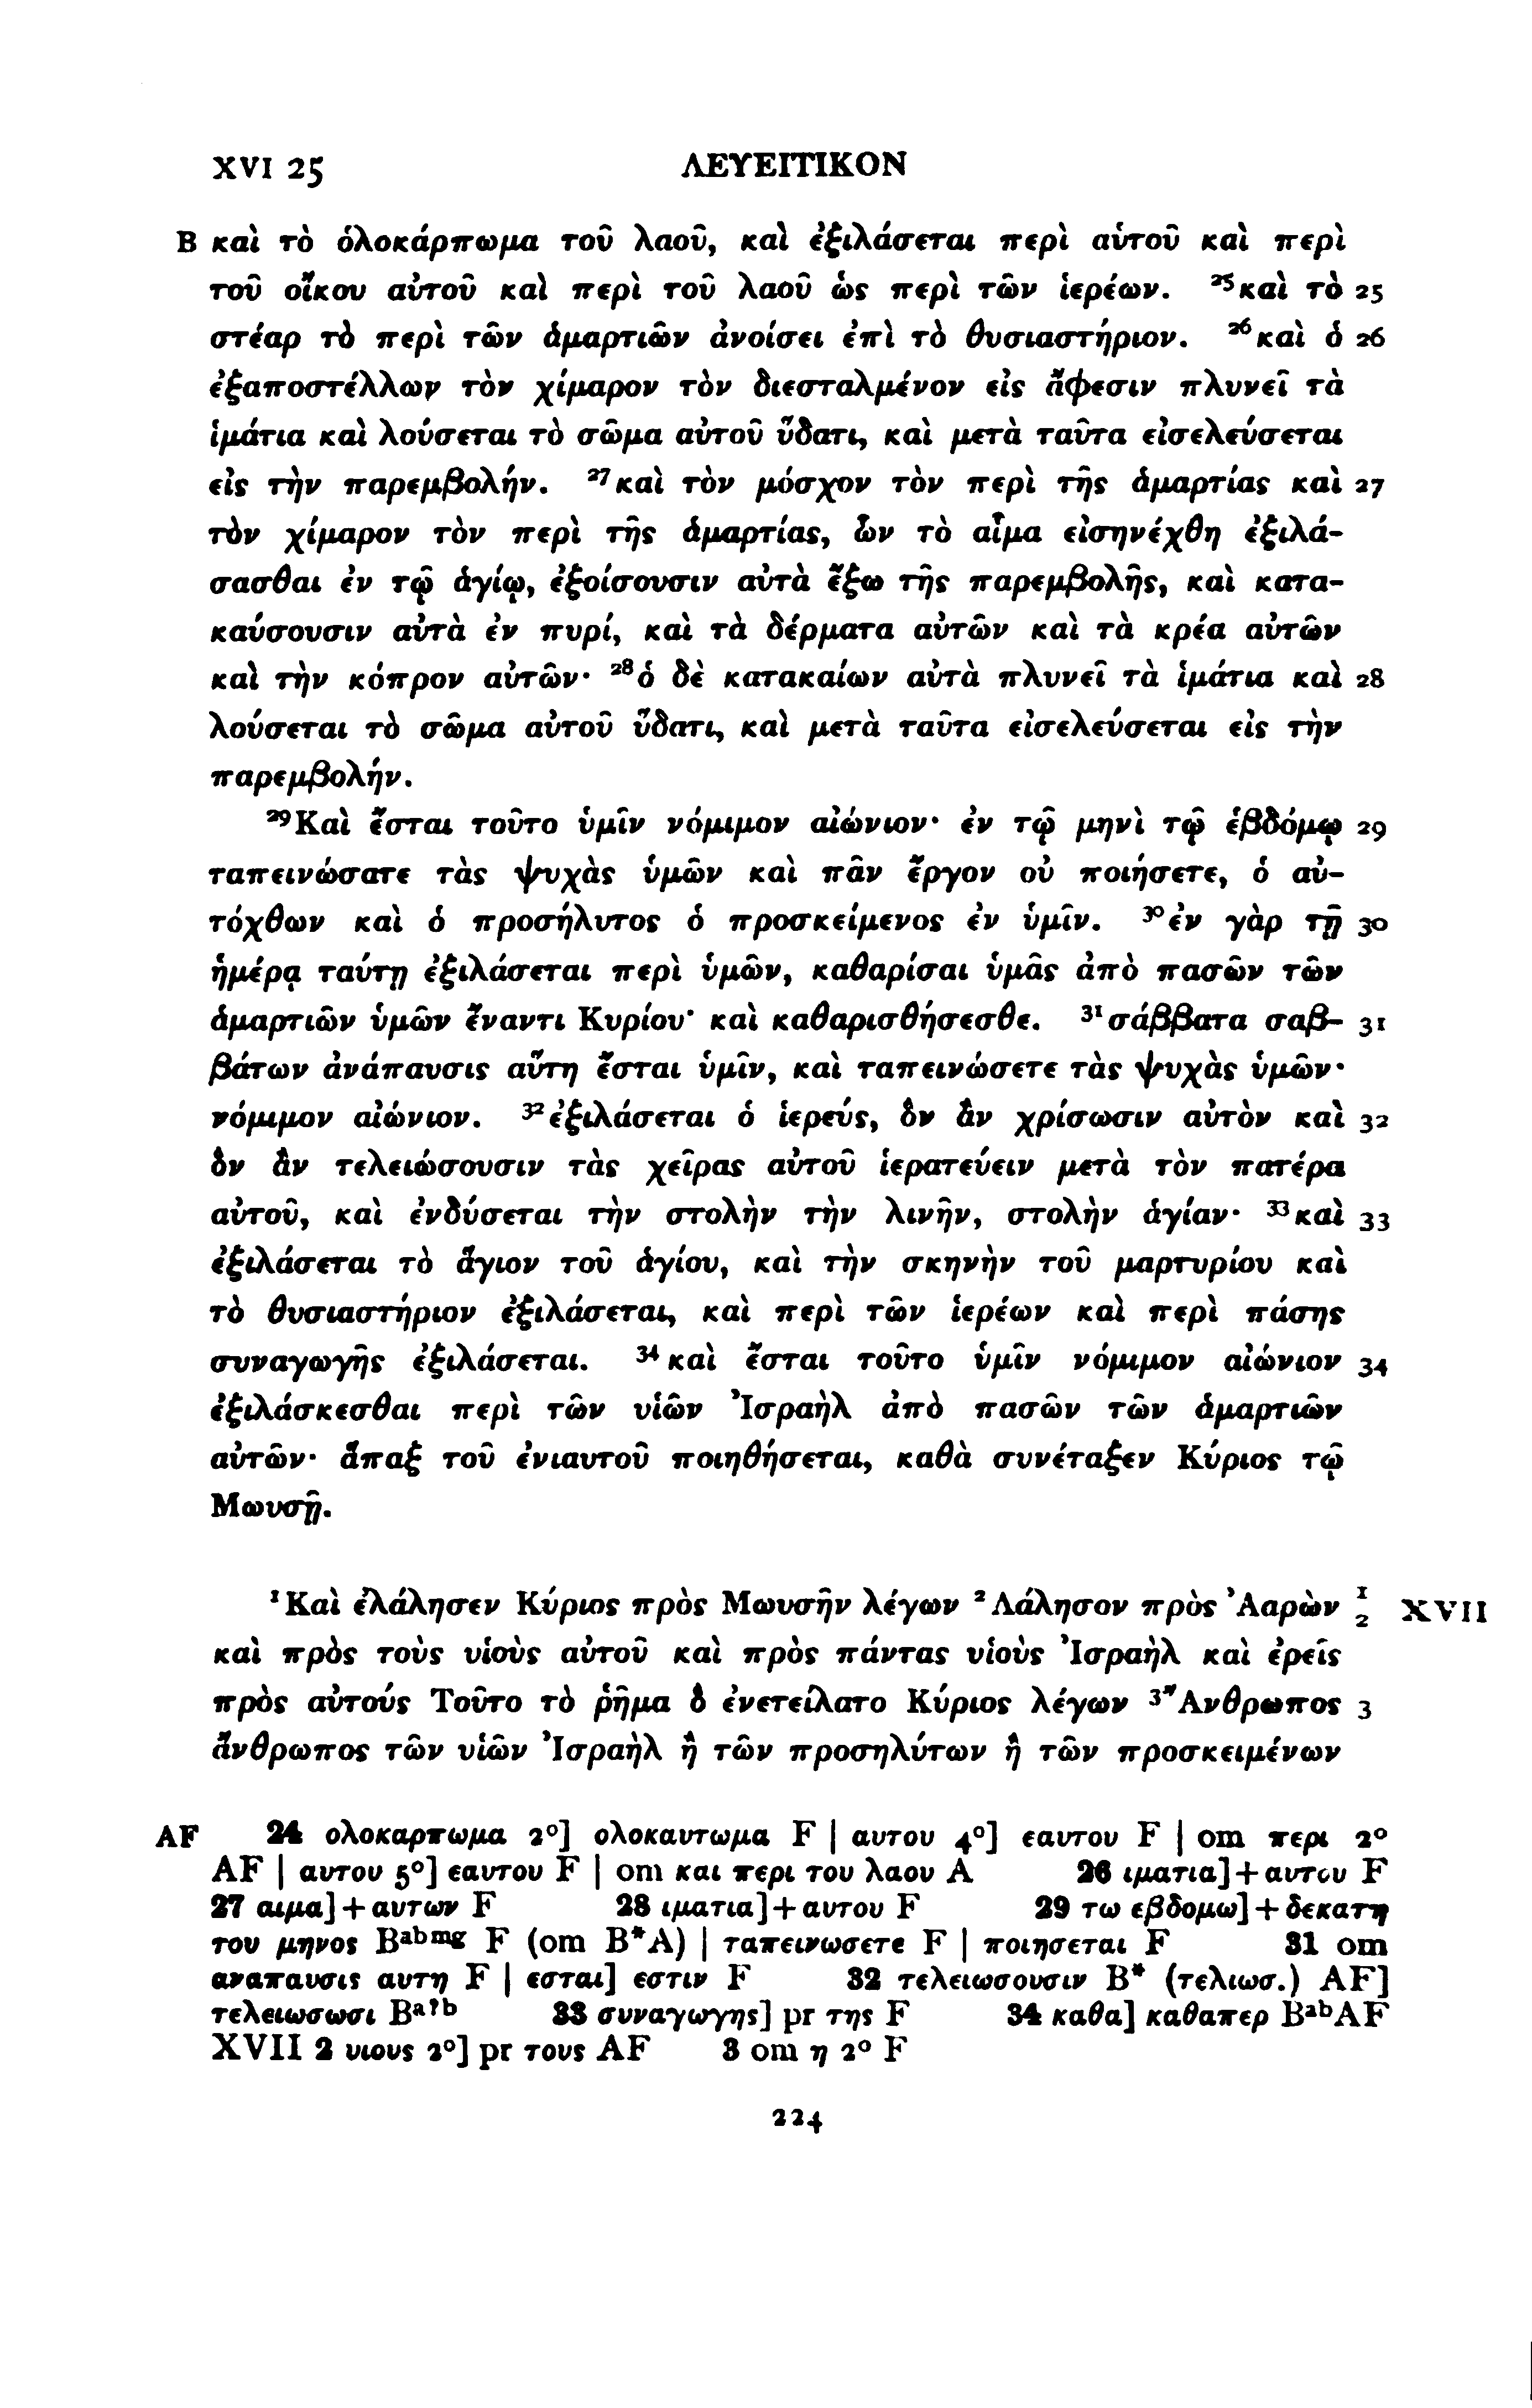 XVI 25 ΛΕΥΕΙΤΙΚΟΝ
B καὶ τὸ ὁλοκάρπωμα τοῦ λαοῦ, καὶ ἐξιλάσεται περὶ αὑτοῦ καὶ περὶ
τοῦ οἴκου αὐτοῦ καὶ περὶ τοῦ λαοῦ ὡς περὶ τῶν ἱερέων. ²⁵καὶ τὸ 25
στέαρ τὸ περὶ τῶν ἁμαρτιῶν ἀνοίσει ἐπὶ τὸ θυσιαστήριον. ²⁶καὶ ὁ 26
ἐξαποστέλλων τὸν χίμαρον τὸν διεσταλμένον εἰς ἄφεσιν πλυνεῖ τὰ
ἱμάτια καὶ λούσεται τὸ σῶμα αὐτοῦ ὕδατι, καὶ μετὰ ταῦτα εἰσελεύσεται
εἰς τὴν παρεμβολήν. ²⁷καὶ τὸν μόσχον τὸν περὶ τῆς ἁμαρτίας καὶ 27
τὸν χίμαρον τὸν περὶ τῆς ἁμαρτίας, ὧν τὸ αἷμα εἰσηνέχθη ἐξιλά-
σασθαι ἐν τῷ ἁγίῳ, ἐξοίσουσιν αὐτὰ ἔξω τῆς παρεμβολῆς, καὶ κατα-
καύσουσιν αὐτὰ ἐν πυρί, καὶ τὰ δέρματα αὐτῶν καὶ τὰ κρέα αὐτῶν
καὶ τὴν κόπρον αὐτῶν· ²⁸ὁ δὲ κατακαίων αὐτὰ πλυνεῖ τὰ ἱμάτια καὶ 28
λούσεται τὸ σῶμα αὐτοῦ ὕδατι, καὶ μετὰ ταῦτα εἰσελεύσεται εἰς τὴν
παρεμβολήν.
²⁹Καὶ ἔσται τοῦτο ὑμῖν νόμιμον αἰώνιον· ἐν τῷ μηνὶ τῷ ἑβδόμῳ 29
ταπεινώσατε τὰς ψυχὰς ὑμῶν καὶ πᾶν ἔργον οὐ ποιήσετε, ὁ αὐ-
τόχθων καὶ ὁ προσήλυτος ὁ προσκείμενος ἐν ὑμῖν. ³⁰ἐν γὰρ τῇ 30
ἡμέρᾳ ταύτῃ ἐξιλάσεται περὶ ὑμῶν, καθαρίσαι ὑμᾶς ἀπὸ πασῶν τῶν
ἁμαρτιῶν ὑμῶν ἔναντι Κυρίου· καὶ καθαρισθήσεσθε. ³¹σάββατα σαβ- 31
βάτων ἀνάπαυσις αὕτη ἔσται ὑμῖν, καὶ ταπεινώσετε τὰς ψυχὰς ὑμῶν·
νόμιμον αἰώνιον. ³²ἐξιλάσεται ὁ ἱερεύς, ὃν ἂν χρίσωσιν αὐτὸν καὶ 32
ὃν ἂν τελειώσουσιν τὰς χεῖρας αὐτοῦ ἱερατεύειν μετὰ τὸν πατέρα
αὐτοῦ, καὶ ἐνδύσεται τὴν στολὴν τὴν λινῆν, στολὴν ἁγίαν· ³³καὶ 33
ἐξιλάσεται τὸ ἅγιον τοῦ ἁγίου, καὶ τὴν σκηνὴν τοῦ μαρτυρίου καὶ
τὸ θυσιαστήριον ἐξιλάσεται, καὶ περὶ τῶν ἱερέων καὶ περὶ πάσης
συναγωγῆς ἐξιλάσεται. ³⁴καὶ ἔσται τοῦτο ὑμῖν νόμιμον αἰώνιον 34
ἐξιλάσκεσθαι περὶ τῶν υἱῶν Ἰσραὴλ ἀπὸ πασῶν τῶν ἁμαρτιῶν
αὐτῶν· ἅπαξ τοῦ ἐνιαυτοῦ ποιηθήσεται, καθὰ συνέταξεν Κύριος τῷ
Μωυσῇ.
¹Καὶ ἐλάλησεν Κύριος πρὸς Μωυσῆν λέγων ²Λάλησον πρὸς Ἀαρὼν 1 2 XVII
καὶ πρὸς τοὺς υἱοὺς αὐτοῦ καὶ πρὸς πάντας υἱοὺς Ἰσραὴλ καὶ ἐρεῖς
πρὸς αὐτούς Τοῦτο τὸ ῥῆμα ὃ ἐνετείλατο Κύριος λέγων ³Ἄνθρωπος 3
ἄνθρωπος τῶν υἱῶν Ἰσραὴλ ἢ τῶν προσηλύτων ἢ τῶν προσκειμένων
AF 24 ολοκαρπωμα 2°] ολοκαυτωμα F | αυτου 4°] εαυτου F | om περι 2°
AF | αυτου 5°] εαυτου F | om και περι του λαου A 26 ιματια]+αυτου F
27 αιμα]+αυτων F 28 ιματια]+αυτου F 29 τω εβδομω]+δεκατη
του μηνος Bᵃᵇᵐᵍ F (om B*A) | ταπεινωσετε F | ποιησεται F 31 om
αναπαυσις αυτη F | εσται] εστιν F 32 τελειωσουσιν B* (τελιωσ.) AF]
τελειωσωσι Bᵃ?ᵇ 33 συναγωγης] pr της F 34 καθα] καθαπερ BᵃᵇAF
XVII 2 υιους 2°] pr τους AF 3 om η 2° F
224